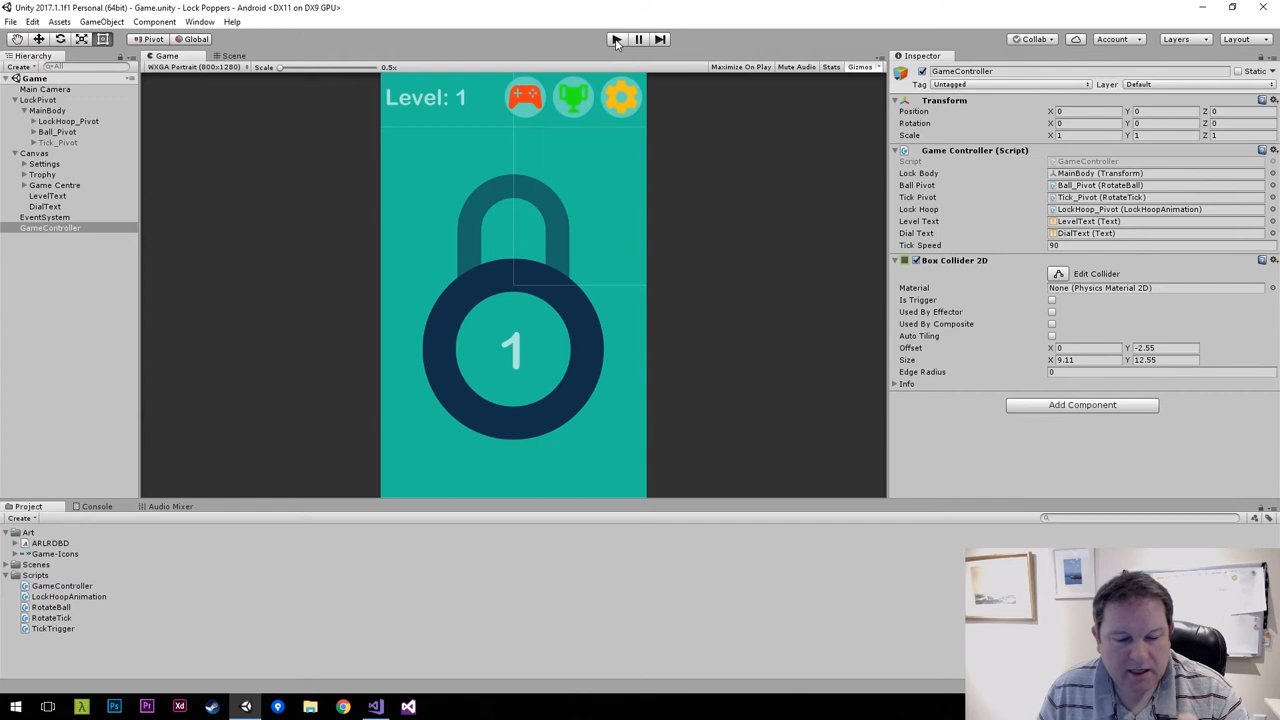 Unity 2017.1.1f1 Personal (64bit) - Game.unity - Lock Poppers - Android <DX11 on DX9 GPU>
File Edit Assets GameObject Component Window Help
Pivot Global Collab Account Layers Layout
Hierarchy
Create All
Game
Main Camera
LockPivot
MainBody
LockHoop_Pivot
Ball_Pivot
Tick_Pivot
Canvas
Settings
Trophy
Game Centre
LevelText
DialText
EventSystem
GameController
Game Scene
WXGA Portrait (800x1280) Scale 0.5x Maximize On Play Mute Audio Stats Gizmos
Level: 1
1
Inspector
GameController Static
Tag Untagged Layer Default
Transform
Position X 0 Y 0 Z 0
Rotation X 0 Y 0 Z 0
Scale X 1 Y 1 Z 1
Game Controller (Script)
Script GameController
Lock Body MainBody (Transform)
Ball Pivot Ball_Pivot (RotateBall)
Tick Pivot Tick_Pivot (RotateTick)
Lock Hoop LockHoop_Pivot (LockHoopAnimation)
Level Text LevelText (Text)
Dial Text DialText (Text)
Tick Speed 90
Box Collider 2D
Edit Collider
Material None (Physics Material 2D)
Is Trigger
Used By Effector
Used By Composite
Auto Tiling
Offset X 0 Y -2.55
Size X 9.11 Y 12.55
Edge Radius 0
Info
Add Component
Project Console Audio Mixer
Create
Art
ARLRDBD
Game-Icons
Scenes
Scripts
GameController
LockHoopAnimation
RotateBall
RotateTick
TickTrigger
λ Ps Pr Xd